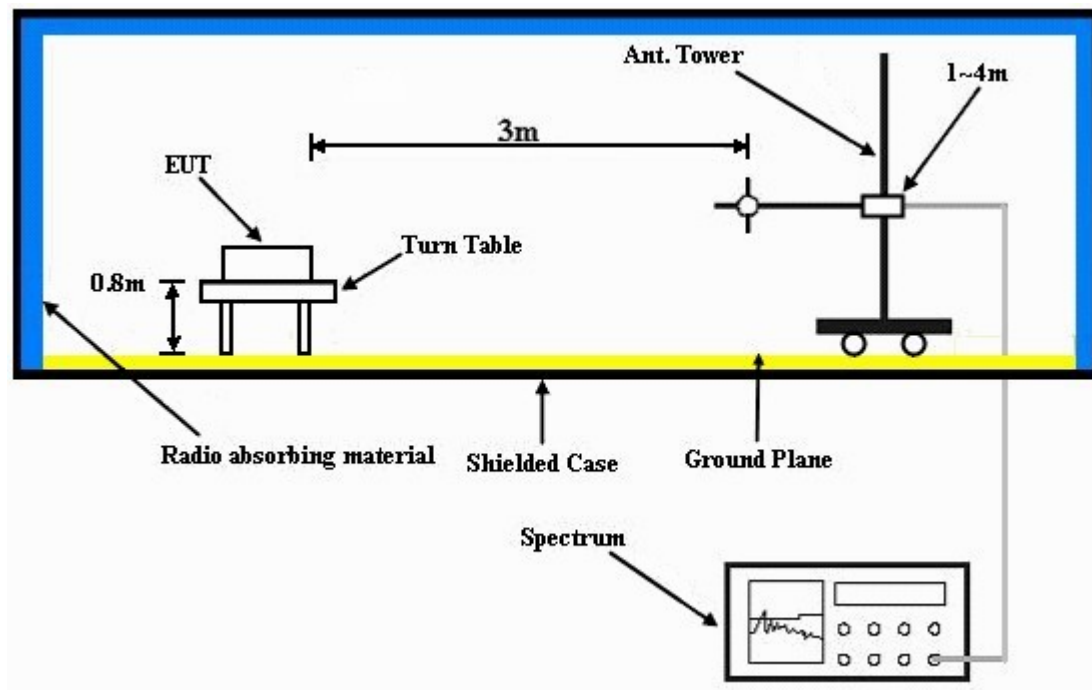 Ant. Tower
1~4m
3m
EUT
Turn Table
0.8m
Radio absorbing material
Shielded Case
Ground Plane
Spectrum